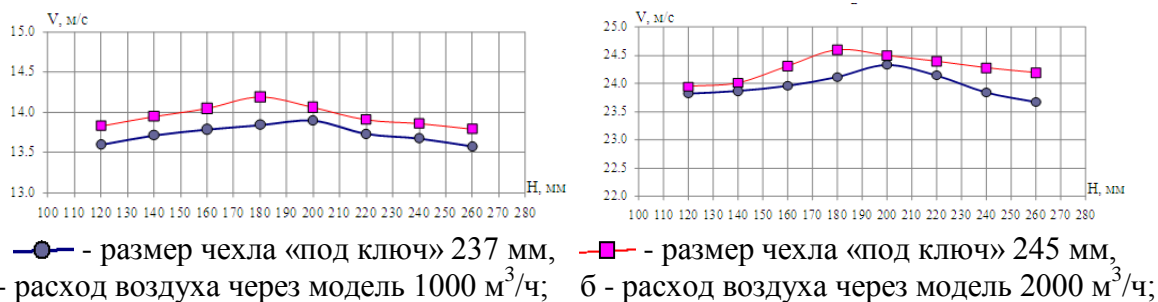 V, м/с
15.0
14.5
14.0
13.5
13.0
H, мм
100 110 120 130 140 150 160 170 180 190 200 210 220 230 240 250 260 270 280
V, м/с
25.0
24.5
24.0
23.5
23.0
22.5
22.0
H, мм
100 110 120 130 140 150 160 170 180 190 200 210 220 230 240 250 260 270 280
- размер чехла «под ключ» 237 мм, - размер чехла «под ключ» 245 мм,
- расход воздуха через модель 1000 м³/ч; б - расход воздуха через модель 2000 м³/ч;